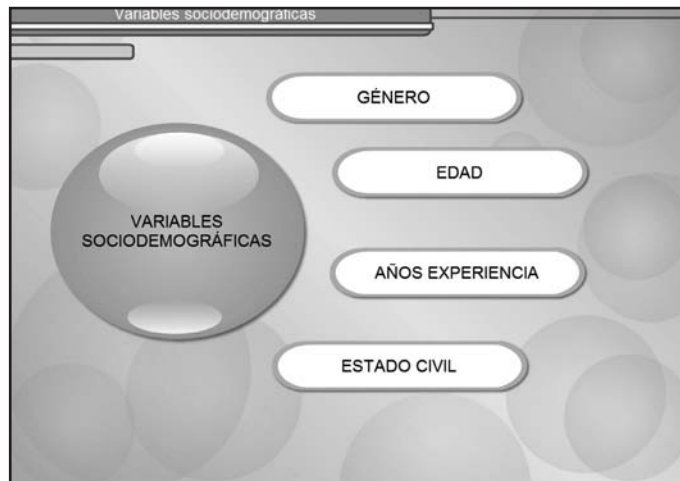 Variables sociodemográficas
GÉNERO
EDAD
VARIABLES
SOCIODEMOGRÁFICAS
AÑOS EXPERIENCIA
ESTADO CIVIL